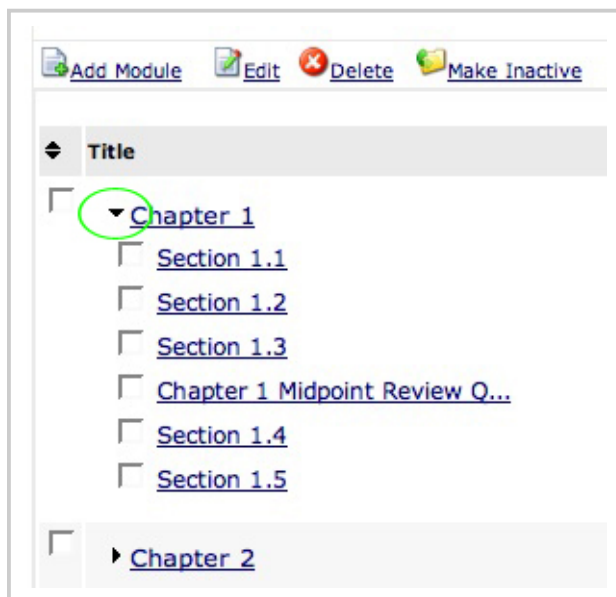 Add Module Edit Delete Make Inactive
Title
Chapter 1
Section 1.1
Section 1.2
Section 1.3
Chapter 1 Midpoint Review Q...
Section 1.4
Section 1.5
Chapter 2